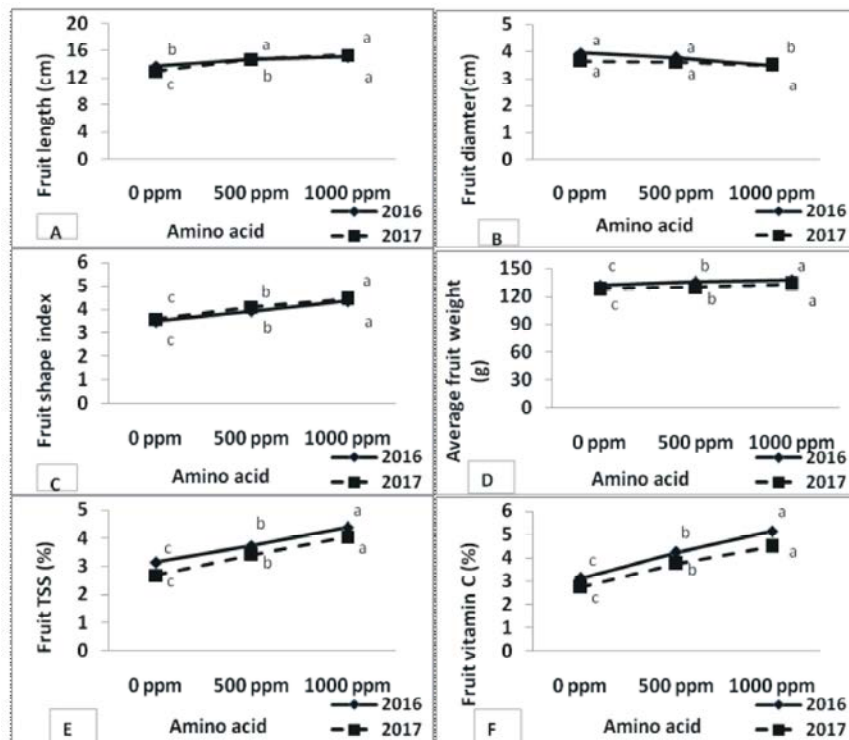 Fruit length (cm)
20
16
12
8
4
0
b
a
a
c
b
a
0 ppm
500 ppm
1000 ppm
Amino acid
2016
2017
A
Fruit diamter(cm)
5
4
3
2
1
0
a
a
b
a
a
a
0 ppm
500 ppm
1000 ppm
Amino acid
2016
2017
B
Fruit shape index
6
5
4
3
2
1
0
c
b
a
c
b
a
0 ppm
500 ppm
1000 ppm
Amino acid
2016
2017
C
Average fruit weight
(g)
150
120
90
60
30
0
c
b
a
c
b
a
0 ppm
500 ppm
1000 ppm
Amino acid
2016
2017
D
Fruit TSS (%)
5
4
3
2
1
0
c
b
a
c
b
a
0 ppm
500 ppm
1000 ppm
Amino acid
2016
2017
E
Fruit vitamin C (%)
6
5
4
3
2
1
0
c
b
a
c
b
a
0 ppm
500 ppm
1000 ppm
Amino acid
2016
2017
F